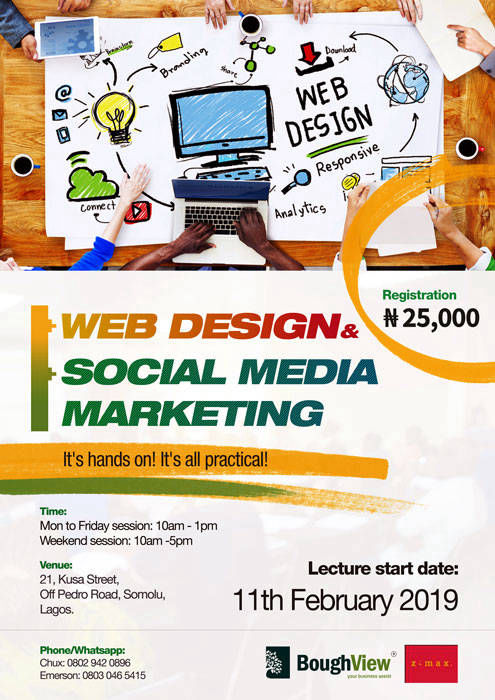 Branding
Share
Download
WEB
DESIGN
Responsive
Analytics
Connect
@
Registration
₦ 25,000
WEB DESIGN &
SOCIAL MEDIA
MARKETING
It's hands on! It's all practical!
Time:
Mon to Friday session: 10am - 1pm
Weekend session: 10am -5pm
Venue:
21, Kusa Street,
Off Pedro Road, Somolu,
Lagos.
Lecture start date:
11th February 2019
Phone/Whatsapp:
Chux: 0802 942 0896
Emerson: 0803 046 5415
BoughView®
your business assist
x-max.